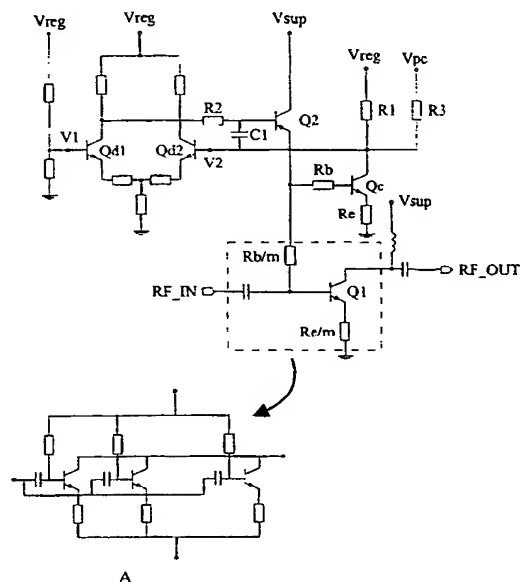 Vreg
Vreg
Vsup
Vreg
Vpc
R2
C1
Q2
R1
R3
V1
Qd1
Qd2
V2
Rb
Qc
Re
Vsup
Rb/m
RF_IN
Q1
RF_OUT
Re/m
A